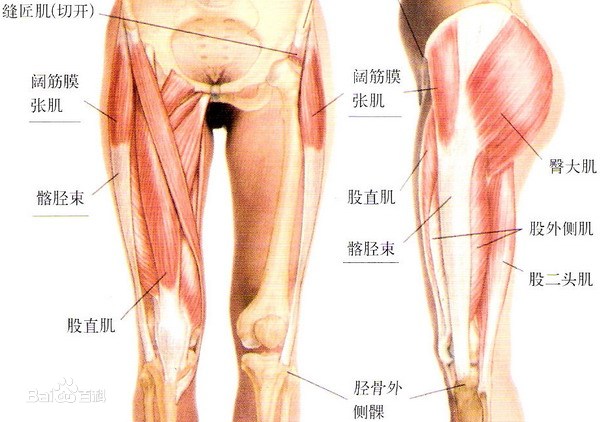 缝匠肌(切开)
阔筋膜
张肌
髂胫束
股直肌
阔筋膜
张肌
股直肌
髂胫束
臀大肌
股外侧肌
股二头肌
胫骨外
侧髁
Bai百科